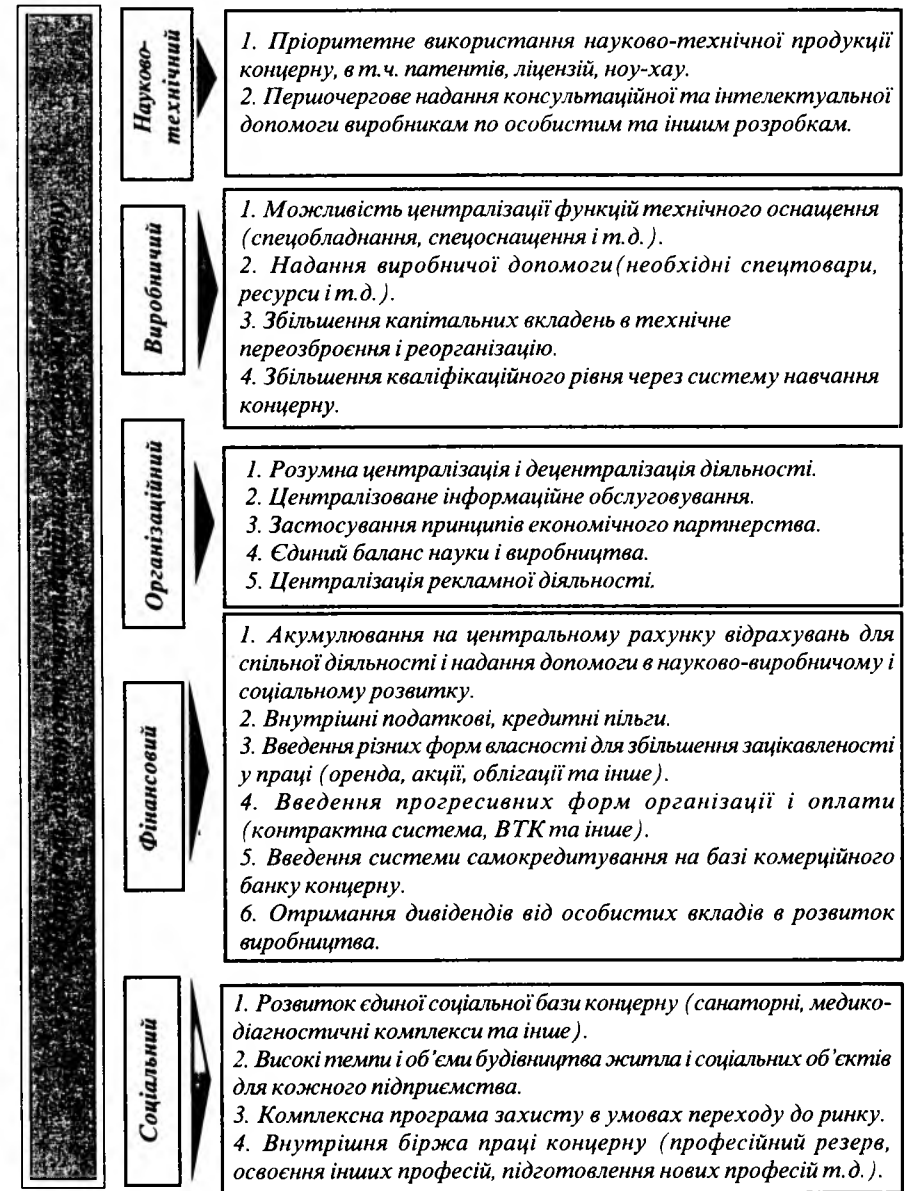 Науково-
технічний
1. Пріоритетне використання науково-технічної продукції
концерну, в т.ч. патентів, ліцензій, ноу-хау.
2. Першочергове надання консультаційної та інтелектуальної
допомоги виробникам по особистим та іншим розробкам.
Виробничий
1. Можливість централізації функцій технічного оснащення
(спецобладнання, спецоснащення і т.д.).
2. Надання виробничої допомоги(необхідні спецтовари,
ресурси і т.д.).
3. Збільшення капітальних вкладень в технічне
переозброєння і реорганізацію.
4. Збільшення кваліфікаційного рівня через систему навчання
концерну.
Організаційний
1. Розумна централізація і децентралізація діяльності.
2. Централізоване інформаційне обслуговування.
3. Застосування принципів економічного партнерства.
4. Єдиний баланс науки і виробництва.
5. Централізація рекламної діяльності.
Фінансовий
1. Акумулювання на центральному рахунку відрахувань для
спільної діяльності і надання допомоги в науково-виробничому і
соціальному розвитку.
2. Внутрішні податкові, кредитні пільги.
3. Введення різних форм власності для збільшення зацікавленості
у праці (оренда, акції, облігації та інше).
4. Введення прогресивних форм організації і оплати
(контрактна система, ВТК та інше).
5. Введення системи самокредитування на базі комерційного
банку концерну.
6. Отримання дивідендів від особистих вкладів в розвиток
виробництва.
Соціальний
1. Розвиток єдиної соціальної бази концерну (санаторні, медико-
діагностичні комплекси та інше).
2. Високі темпи і об'єми будівництва житла і соціальних об'єктів
для кожного підприємства.
3. Комплексна програма захисту в умовах переходу до ринку.
4. Внутрішня біржа праці концерну (професійний резерв,
освоєння інших професій, підготовлення нових професій т.д.).
концерну